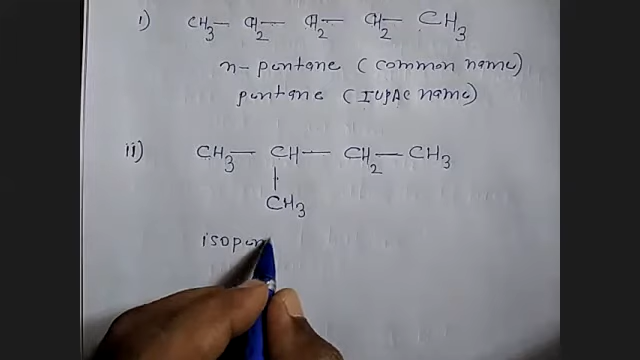 i) CH3 — CH2 — CH2 — CH2 — CH3
n- pentane (common name)
pentane (IUPAC name)
ii) CH3 — CH — CH2 — CH3
CH3
isopen